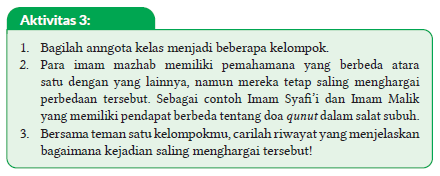 Aktivitas 3:
1. Bagilah anngota kelas menjadi beberapa kelompok.
2. Para imam mazhab memiliki pemahamana yang berbeda atara
satu dengan yang lainnya, namun mereka tetap saling menghargai
perbedaan tersebut. Sebagai contoh Imam Syafi’i dan Imam Malik
yang memiliki pendapat berbeda tentang doa qunut dalam salat subuh.
3. Bersama teman satu kelompokmu, carilah riwayat yang menjelaskan
bagaimana kejadian saling menghargai tersebut!